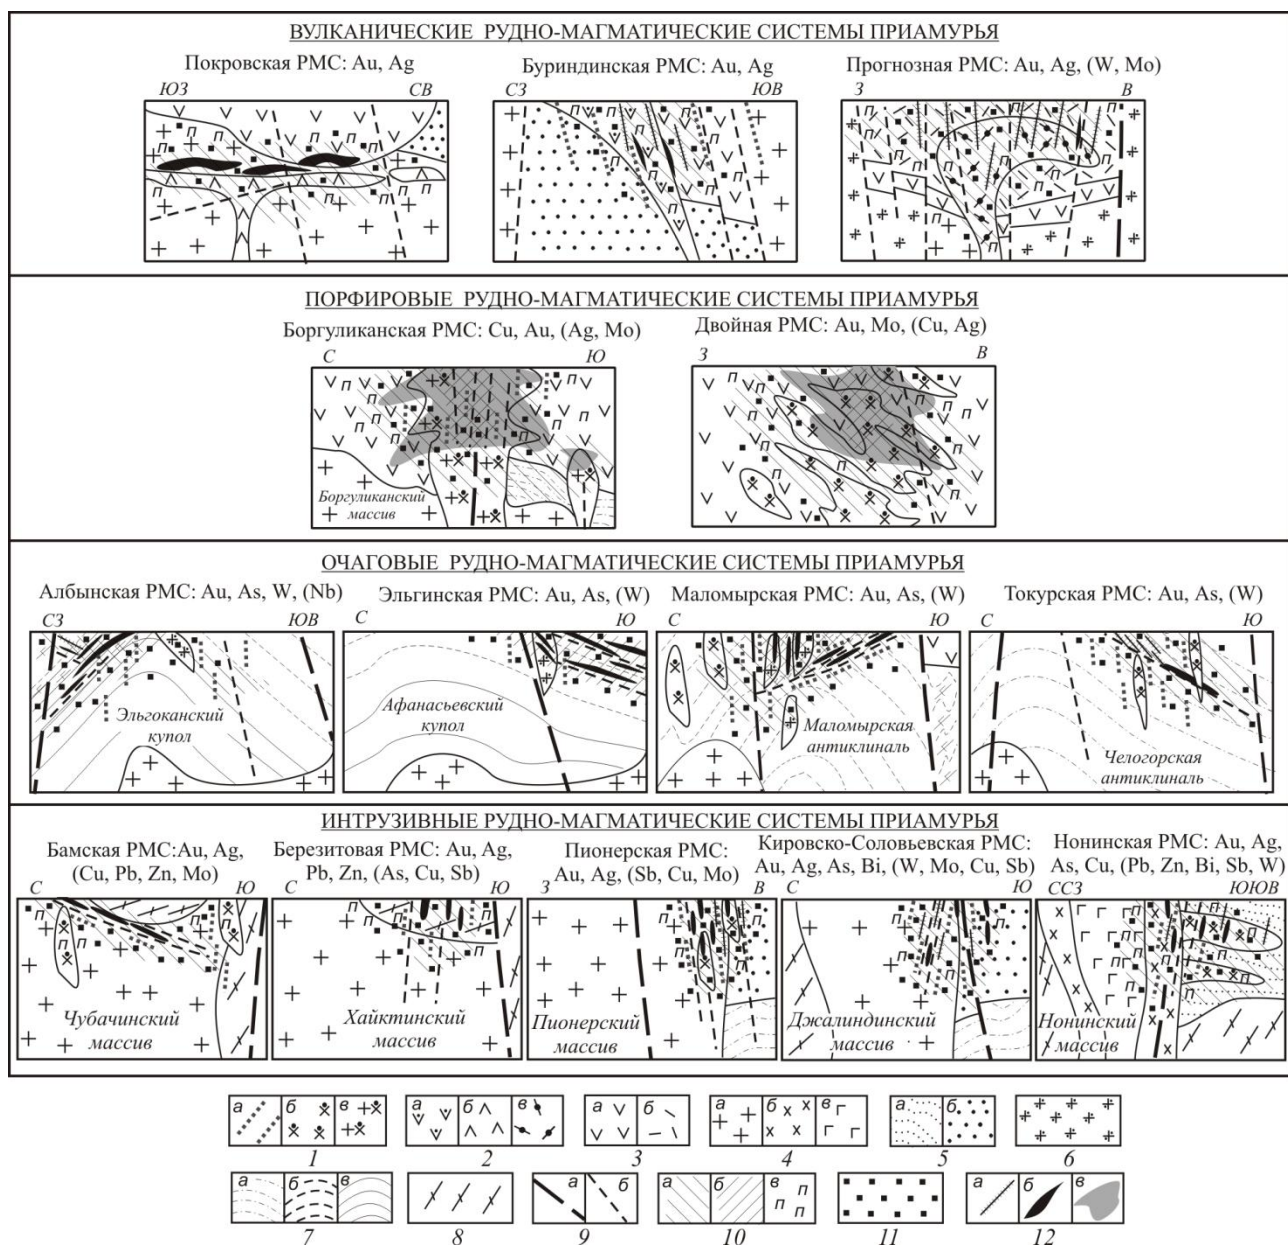 ВУЛКАНИЧЕСКИЕ РУДНО-МАГМАТИЧЕСКИЕ СИСТЕМЫ ПРИАМУРЬЯ
Покровская РМС: Au, Ag
ЮЗ СВ
Буриндинская РМС: Au, Ag
СЗ ЮВ
Прогнозная РМС: Au, Ag, (W, Mo)
З В
ПОРФИРОВЫЕ РУДНО-МАГМАТИЧЕСКИЕ СИСТЕМЫ ПРИАМУРЬЯ
Боргуликанская РМС: Cu, Au, (Ag, Mo)
С Ю
Боргуликанский
массив
Двойная РМС: Au, Mo, (Cu, Ag)
З В
ОЧАГОВЫЕ РУДНО-МАГМАТИЧЕСКИЕ СИСТЕМЫ ПРИАМУРЬЯ
Албынская РМС: Au, As, W, (Nb)
СЗ ЮВ
Эльгоканский
купол
Эльгинская РМС: Au, As, (W)
С Ю
Афанасьевский
купол
Маломырская РМС: Au, As, (W)
С Ю
Маломырская
антиклиналь
Токурская РМС: Au, As, (W)
С Ю
Челогорская
антиклиналь
ИНТРУЗИВНЫЕ РУДНО-МАГМАТИЧЕСКИЕ СИСТЕМЫ ПРИАМУРЬЯ
Бамская РМС:Au, Ag,
(Cu, Pb, Zn, Mo)
С Ю
Чубачинский
массив
Березитовая РМС: Au, Ag,
Pb, Zn, (As, Cu, Sb)
С Ю
Хайктинский
массив
Пионерская РМС:
Au, Ag, (Sb, Cu, Mo)
З В
Пионерский
массив
Кировско-Соловьевская РМС:
Au, Ag, As, Bi, (W, Mo, Cu, Sb)
С Ю
Джалиндинский
массив
Нонинская РМС: Au, Ag,
As, Cu, (Pb, Zn, Bi, Sb, W)
ССЗ ЮЮВ
Нонинский
массив
а б в
1
а б в
2
а б
3
а б в
4
а б
5
6
а б в
7
8
а б
9
а б в
п п
п п
10
11
а б в
12